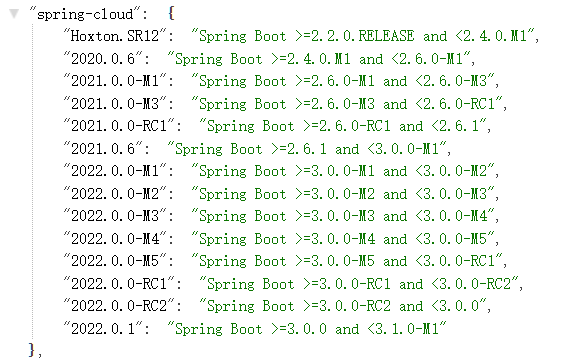 "spring-cloud": {
"Hoxton.SR12": "Spring Boot >=2.2.0.RELEASE and <2.4.0.M1",
"2020.0.6": "Spring Boot >=2.4.0.M1 and <2.6.0-M1",
"2021.0.0-M1": "Spring Boot >=2.6.0-M1 and <2.6.0-M3",
"2021.0.0-M3": "Spring Boot >=2.6.0-M3 and <2.6.0-RC1",
"2021.0.0-RC1": "Spring Boot >=2.6.0-RC1 and <2.6.1",
"2021.0.6": "Spring Boot >=2.6.1 and <3.0.0-M1",
"2022.0.0-M1": "Spring Boot >=3.0.0-M1 and <3.0.0-M2",
"2022.0.0-M2": "Spring Boot >=3.0.0-M2 and <3.0.0-M3",
"2022.0.0-M3": "Spring Boot >=3.0.0-M3 and <3.0.0-M4",
"2022.0.0-M4": "Spring Boot >=3.0.0-M4 and <3.0.0-M5",
"2022.0.0-M5": "Spring Boot >=3.0.0-M5 and <3.0.0-RC1",
"2022.0.0-RC1": "Spring Boot >=3.0.0-RC1 and <3.0.0-RC2",
"2022.0.0-RC2": "Spring Boot >=3.0.0-RC2 and <3.0.0",
"2022.0.1": "Spring Boot >=3.0.0 and <3.1.0-M1"
},